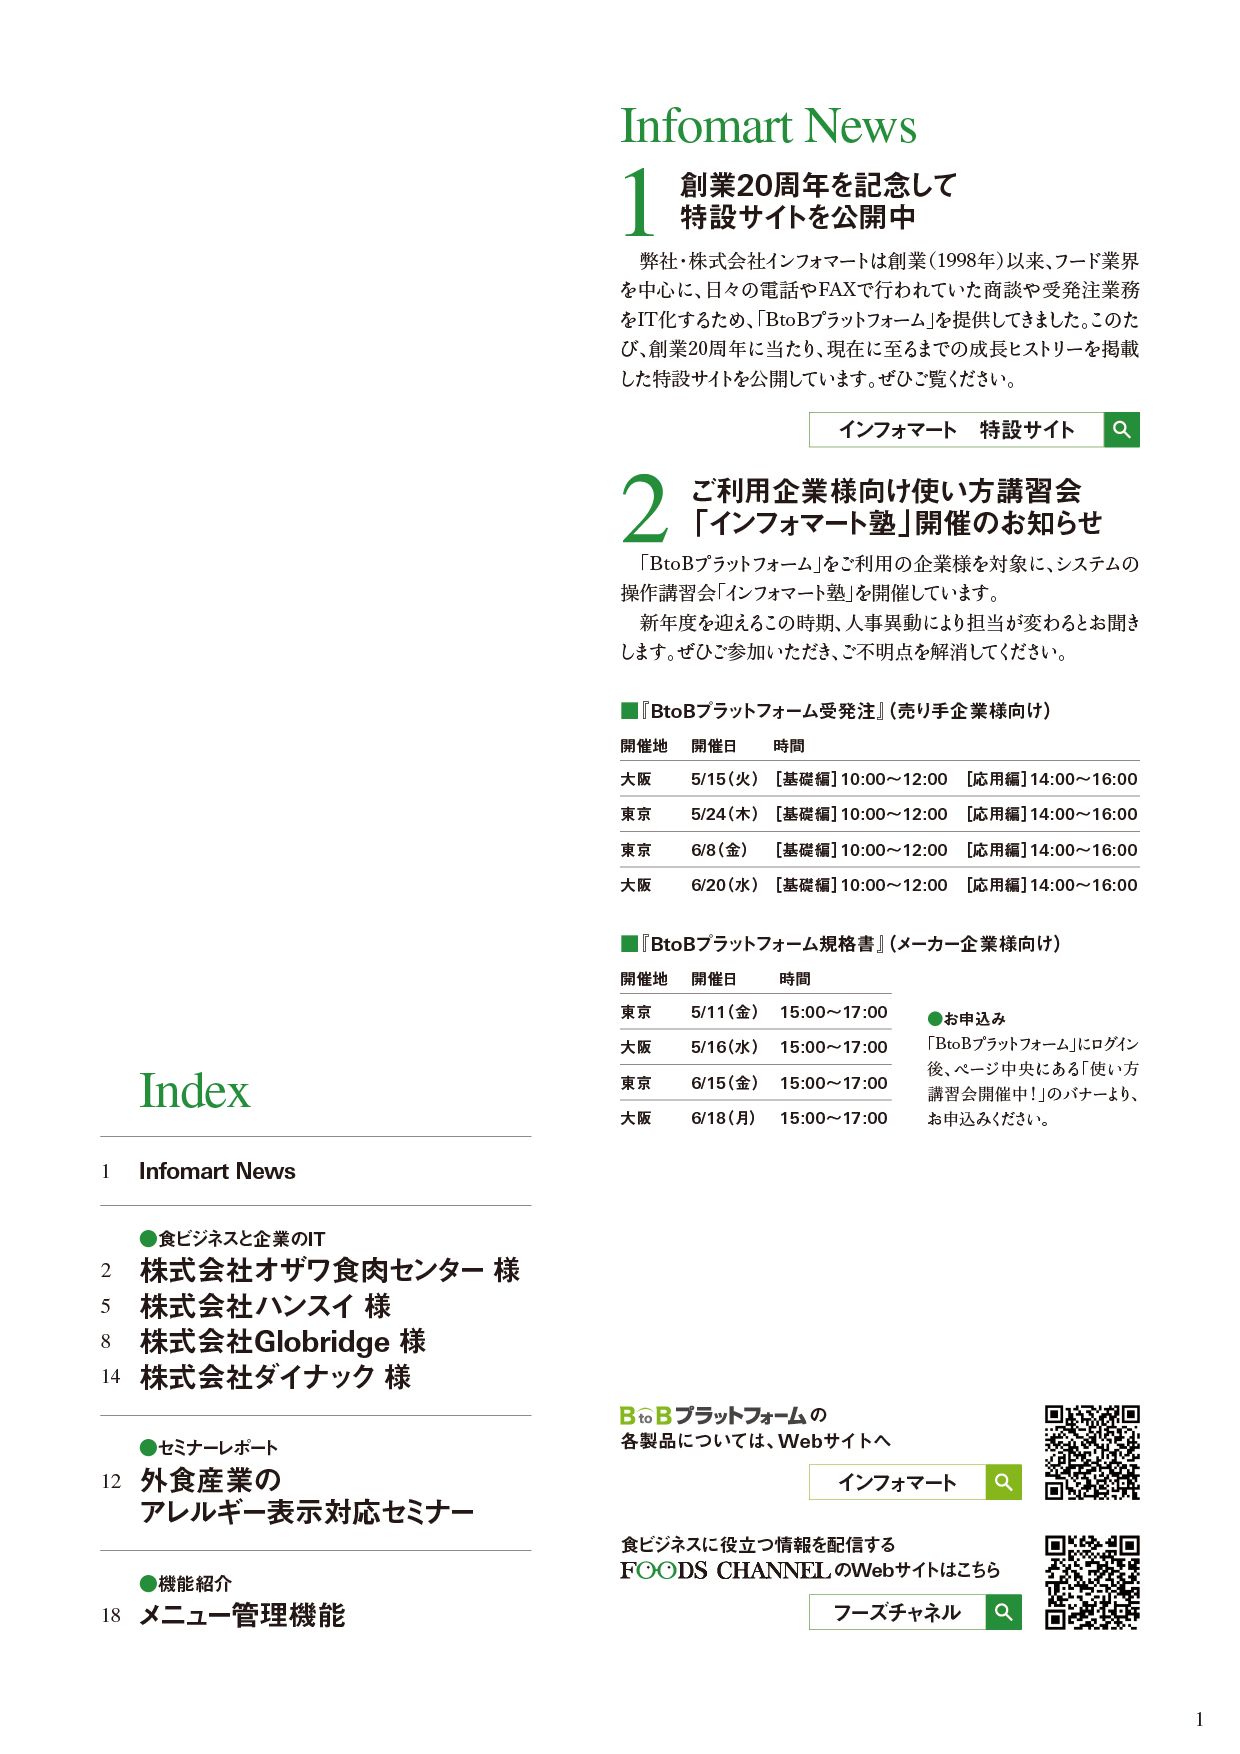 Infomart News
1 創業20周年を記念して
特設サイトを公開中
弊社・株式会社インフォマートは創業（1998年）以来、フード業界
を中心に、日々の電話やFAXで行われていた商談や受発注業務
をIT化するため、「BtoBプラットフォーム」を提供してきました。このた
び、創業20周年に当たり、現在に至るまでの成長ヒストリーを掲載
した特設サイトを公開しています。ぜひご覧ください。
インフォマート　特設サイト
2 ご利用企業様向け使い方講習会
「インフォマート塾」開催のお知らせ
「BtoBプラットフォーム」をご利用の企業様を対象に、システムの
操作講習会「インフォマート塾」を開催しています。
新年度を迎えるこの時期、人事異動により担当が変わるとお聞き
します。ぜひご参加いただき、ご不明点を解消してください。
■『BtoBプラットフォーム受発注』（売り手企業様向け）
開催地 開催日 時間
大阪 5/15（火） ［基礎編］10:00〜12:00 ［応用編］14:00〜16:00
東京 5/24（木） ［基礎編］10:00〜12:00 ［応用編］14:00〜16:00
東京 6/8（金） ［基礎編］10:00〜12:00 ［応用編］14:00〜16:00
大阪 6/20（水） ［基礎編］10:00〜12:00 ［応用編］14:00〜16:00
■『BtoBプラットフォーム規格書』（メーカー企業様向け）
開催地 開催日 時間
東京 5/11（金） 15:00〜17:00
大阪 5/16（水） 15:00〜17:00
東京 6/15（金） 15:00〜17:00
大阪 6/18（月） 15:00〜17:00
●お申込み
「BtoBプラットフォーム」にログイン
後、ページ中央にある「使い方
講習会開催中！」のバナーより、
お申込みください。
Index
1 Infomart News
●食ビジネスと企業のIT
2 株式会社オザワ食肉センター 様
5 株式会社ハンスイ 様
8 株式会社Globridge 様
14 株式会社ダイナック 様
●セミナーレポート
12 外食産業の
アレルギー表示対応セミナー
●機能紹介
18 メニュー管理機能
BtoBプラットフォームの
各製品については、Webサイトへ
インフォマート
食ビジネスに役立つ情報を配信する
FOODS CHANNELのWebサイトはこちら
フーズチャネル
1